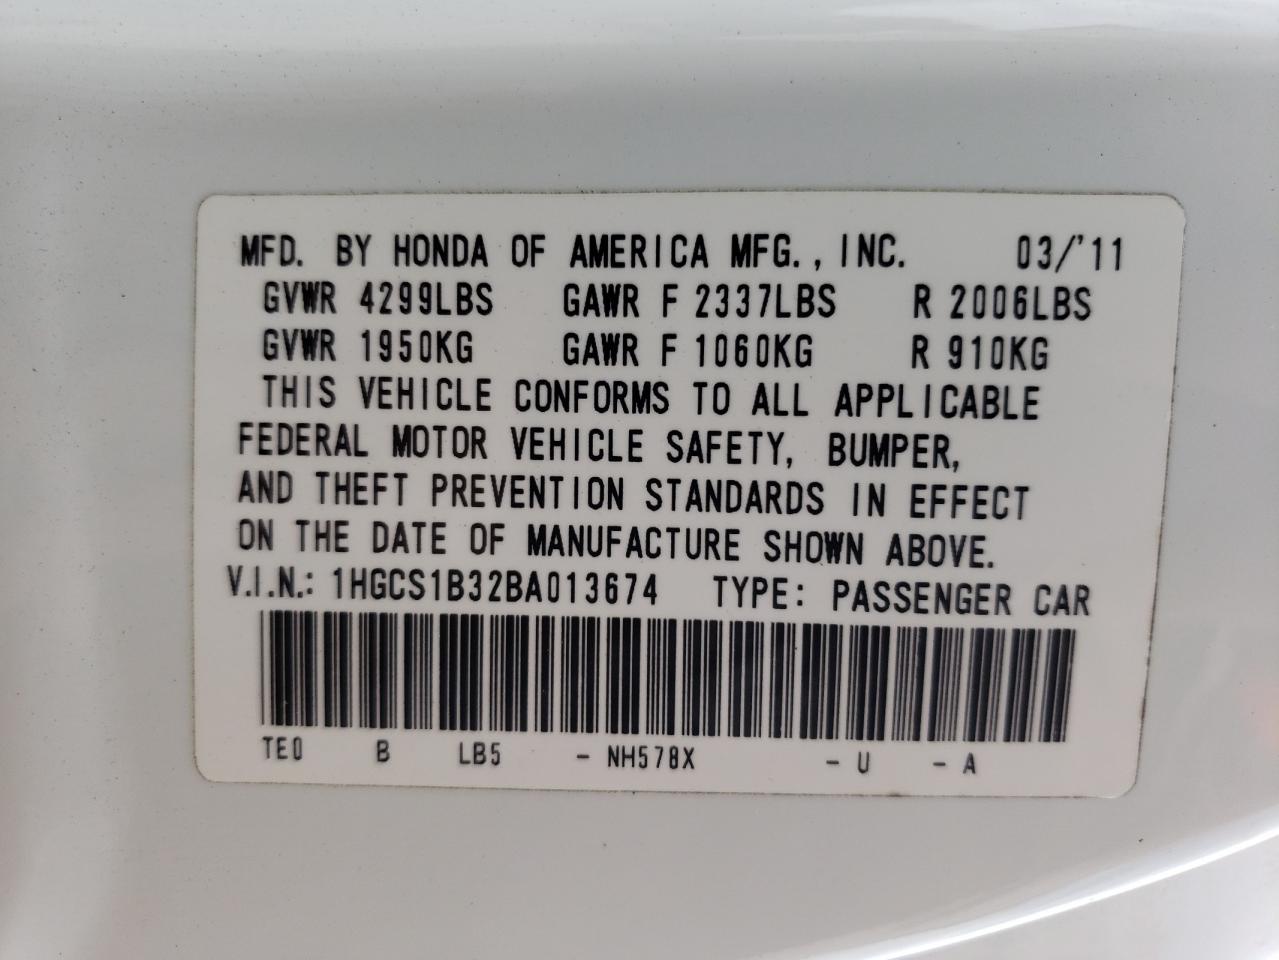 MFD. BY HONDA OF AMERICA MFG., INC. 03/'11
GVWR 4299LBS GAWR F 2337LBS R 2006LBS
GVWR 1950KG GAWR F 1060KG R 910KG
THIS VEHICLE CONFORMS TO ALL APPLICABLE
FEDERAL MOTOR VEHICLE SAFETY, BUMPER,
AND THEFT PREVENTION STANDARDS IN EFFECT
ON THE DATE OF MANUFACTURE SHOWN ABOVE.
V.I.N.: 1HGCS1B32BA013674 TYPE: PASSENGER CAR
TE0 B LB5 - NH578X - U - A